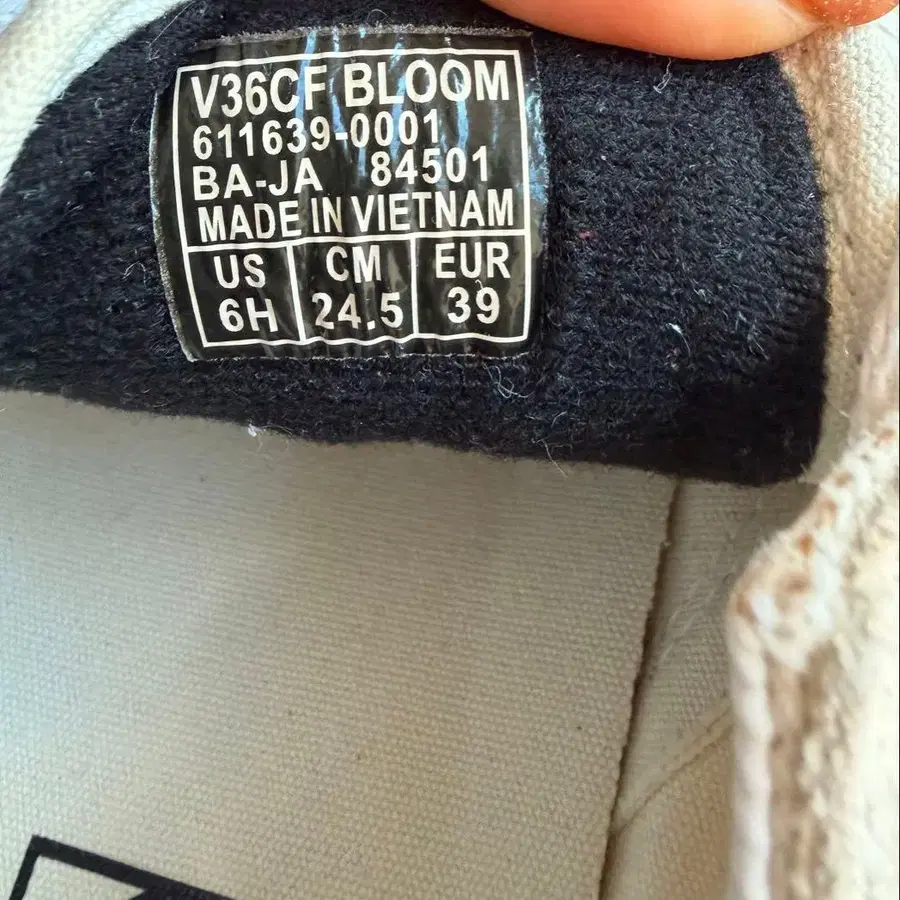 V36CF BLOOM
611639-0001
BA-JA 84501
MADE IN VIETNAM
US CM EUR
6H 24.5 39